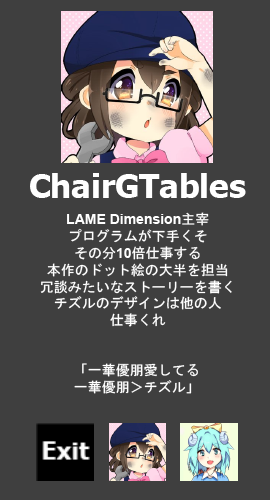 ChairGTables
LAME Dimension主宰
プログラムが下手くそ
その分10倍仕事する
本作のドット絵の大半を担当
冗談みたいなストーリーを書く
チズルのデザインは他の人
仕事くれ
「一華優朋愛してる
一華優朋＞チズル」
Exit